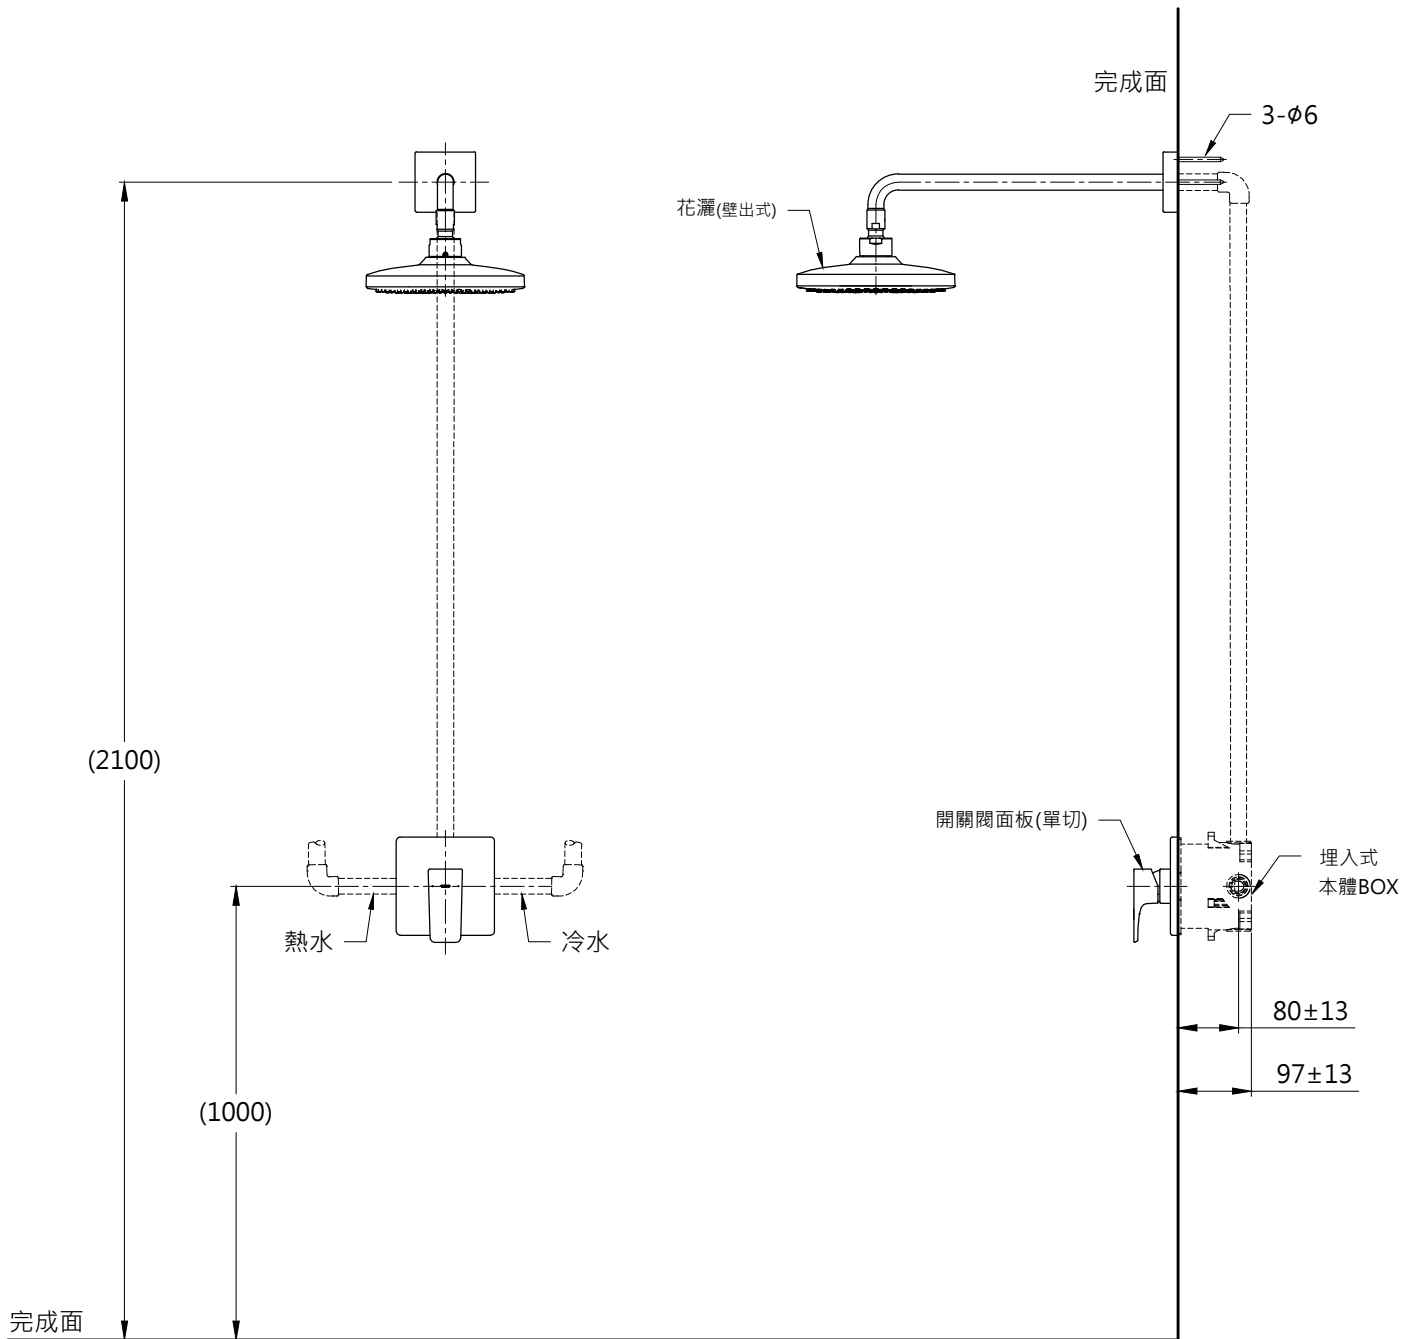 完成面
3-φ6
花灑(壁出式)
(2100)
開關閥面板(單切)
埋入式
本體BOX
熱水
冷水
80±13
97±13
(1000)
完成面